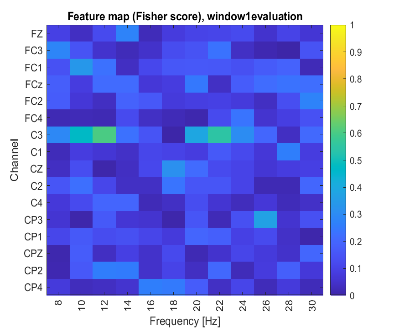 Feature map (Fisher score), window1evaluation
Channel
FZ
FC3
FC1
FCz
FC2
FC4
C3
C1
CZ
C2
C4
CP3
CP1
CPZ
CP2
CP4
8 10 12 14 16 18 20 22 24 26 28 30
Frequency [Hz]
1
0.9
0.8
0.7
0.6
0.5
0.4
0.3
0.2
0.1
0